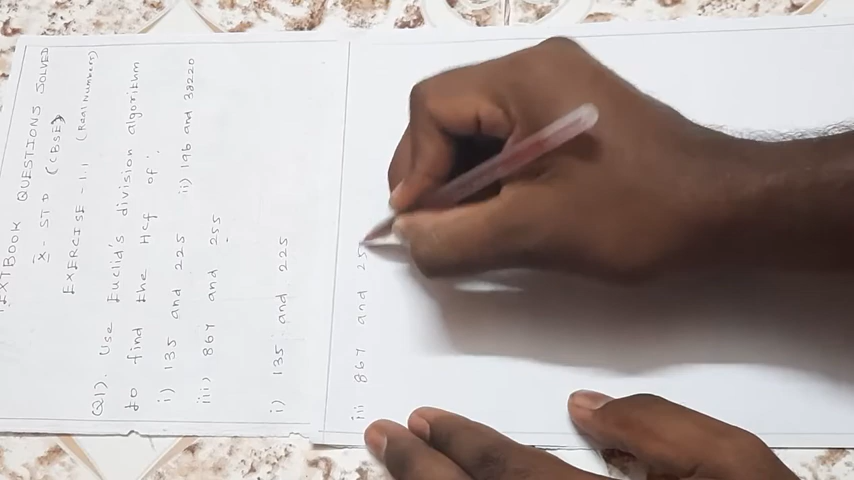 TEXTBOOK QUESTIONS SOLVED
X - STD (CBSE)
EXERCISE - 1.1 (Real Numbers)
Q1). Use Euclid's division algorithm
to find the Hcf of:
i) 135 and 225 ii) 196 and 38220
iii) 867 and 255
i) 135 and 225
iii 867 and 25